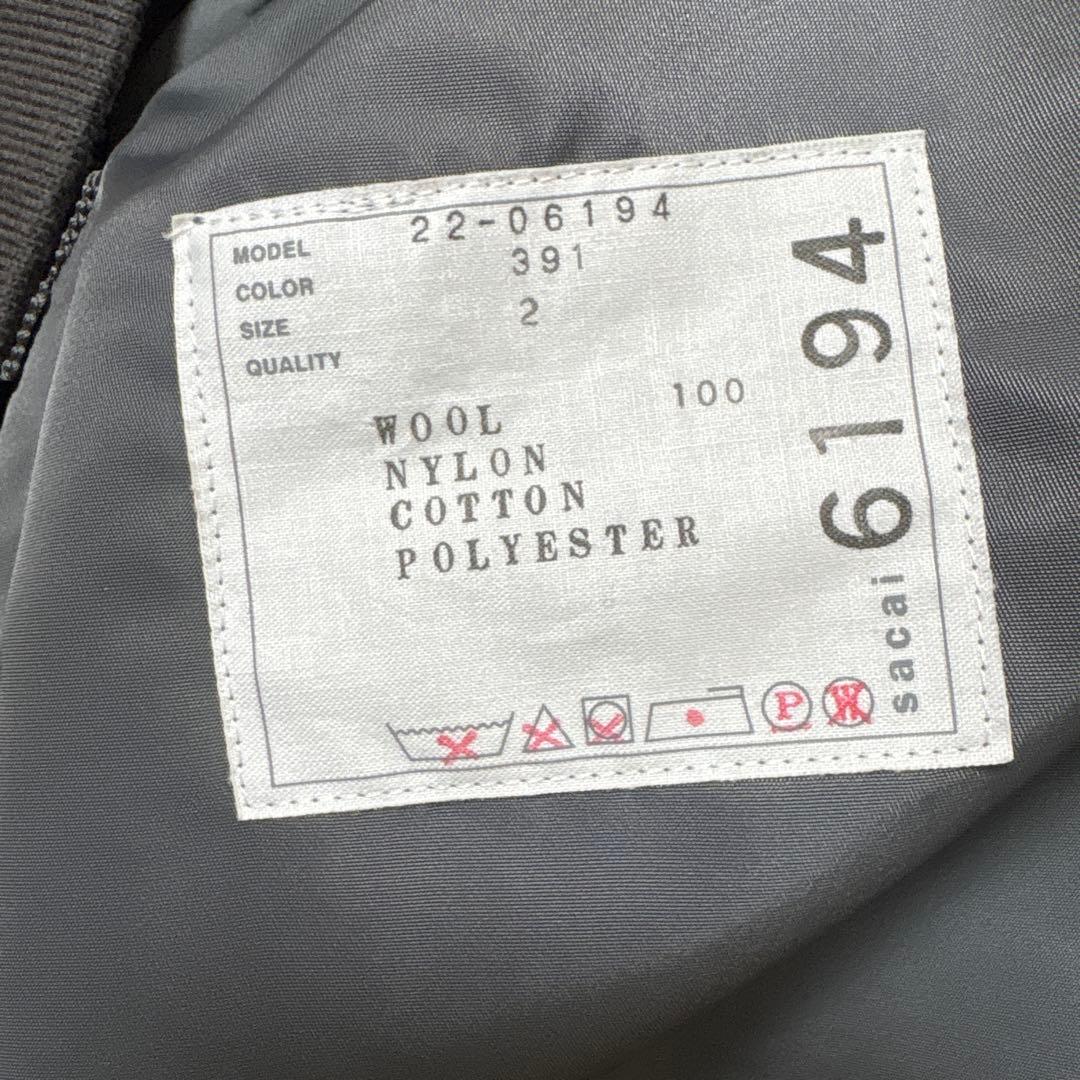 MODEL 22-06194
COLOR 391
SIZE 2
QUALITY
WOOL 100
NYLON
COTTON
POLYESTER
P W
sacai 6194